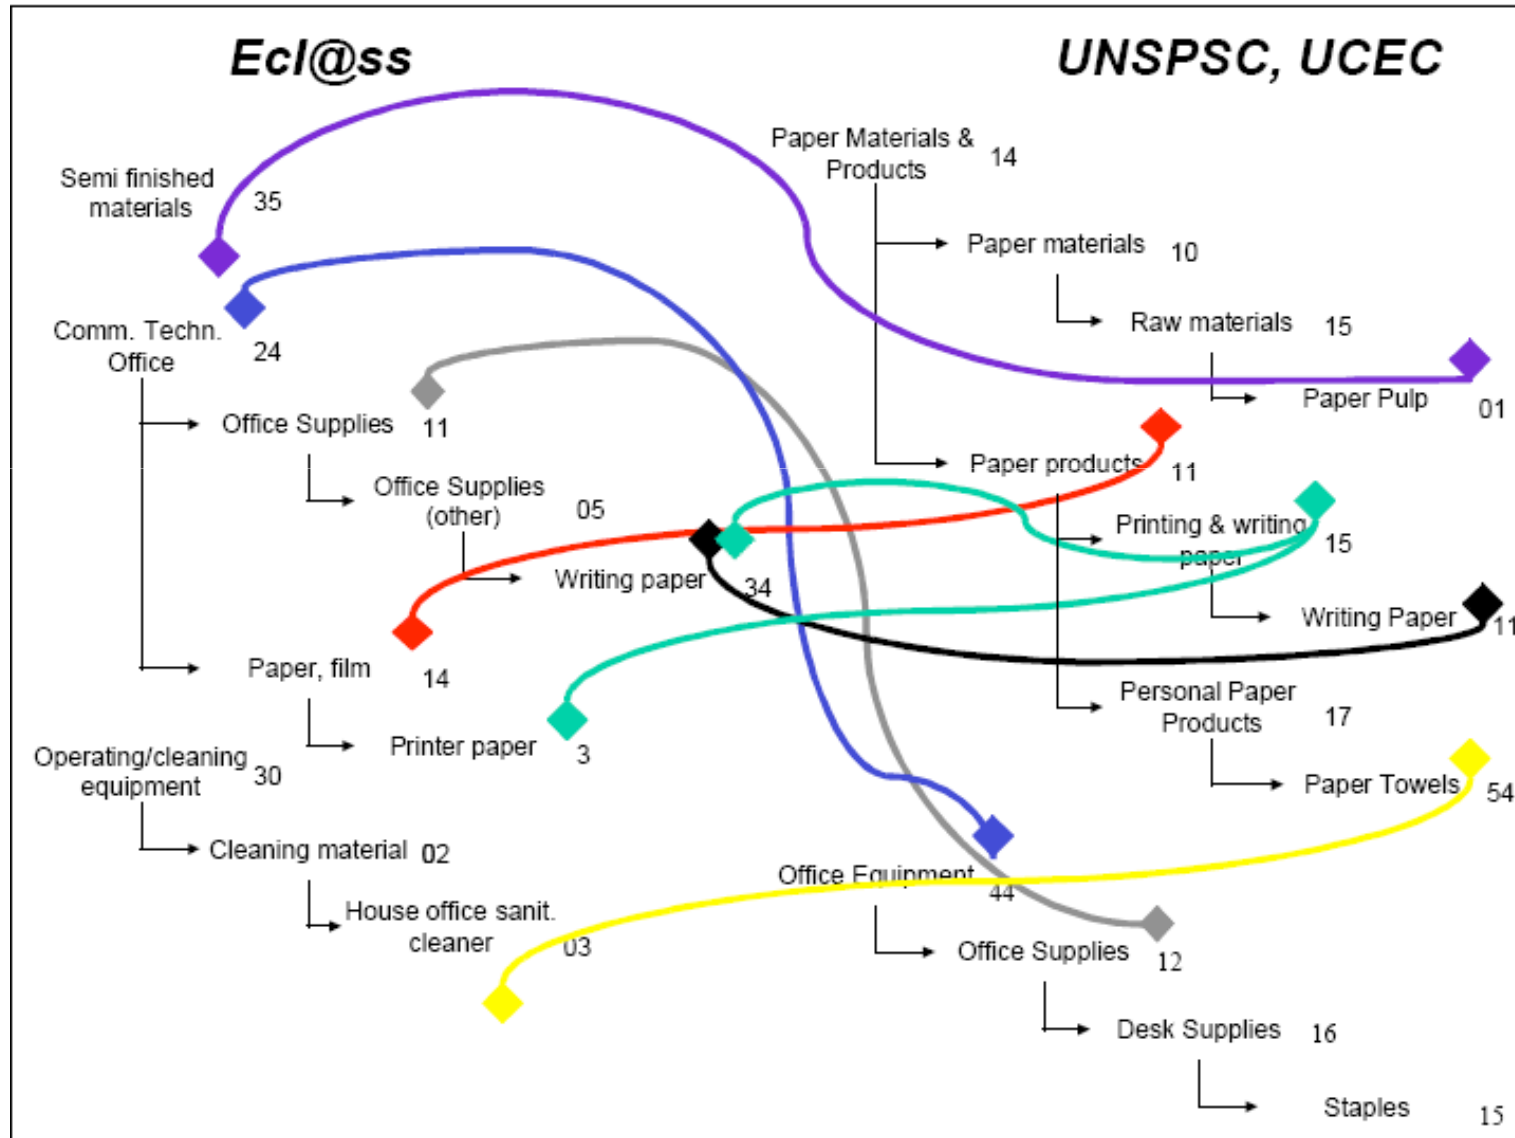 Ecl@ss
UNSPSC, UCEC
Semi finished
materials
35
Comm. Techn.
Office
24
Office Supplies
11
Office Supplies
(other)
05
Writing paper
34
Paper, film
14
Printer paper
3
Operating/cleaning
equipment
30
Cleaning material
02
House office sanit.
cleaner
03
Paper Materials &
Products
14
Paper materials
10
Raw materials
15
Paper Pulp
01
Paper products
11
Printing & writing
paper
15
Writing Paper
11
Personal Paper
Products
17
Paper Towels
54
Office Equipment
44
Office Supplies
12
Desk Supplies
16
Staples
15